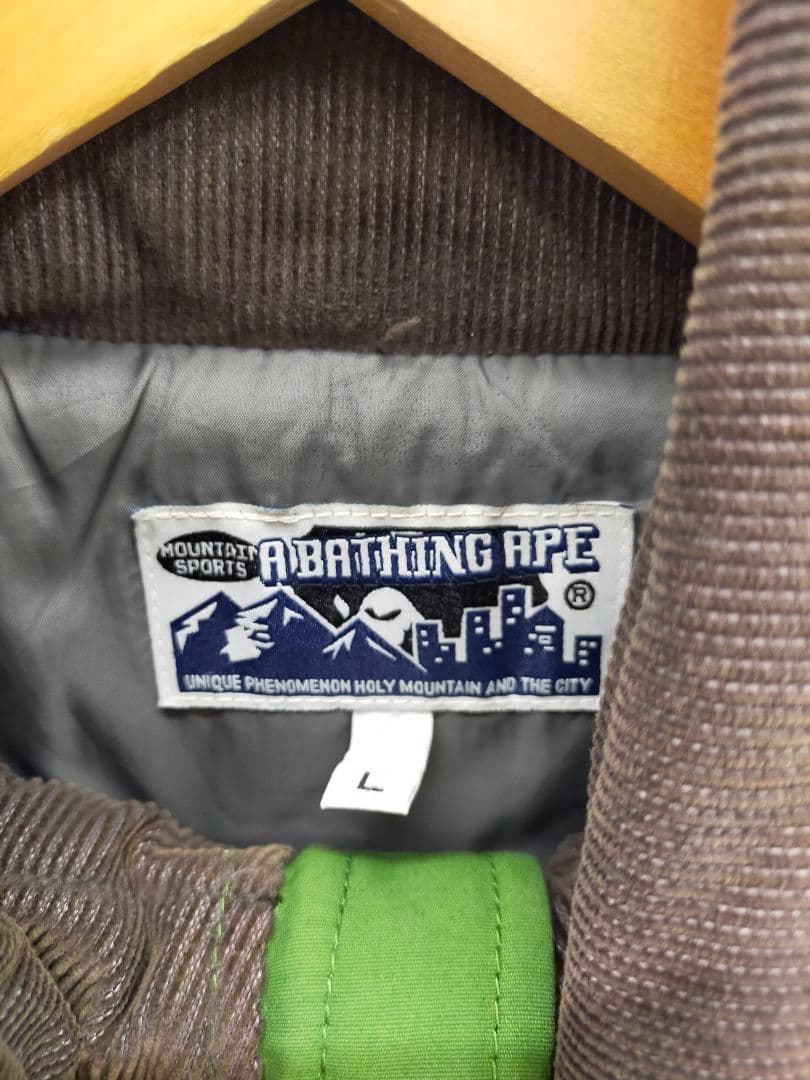 MOUNTAIN
SPORTS
A BATHING APE
®
UNIQUE PHENOMENON HOLY MOUNTAIN AND THE CITY
L